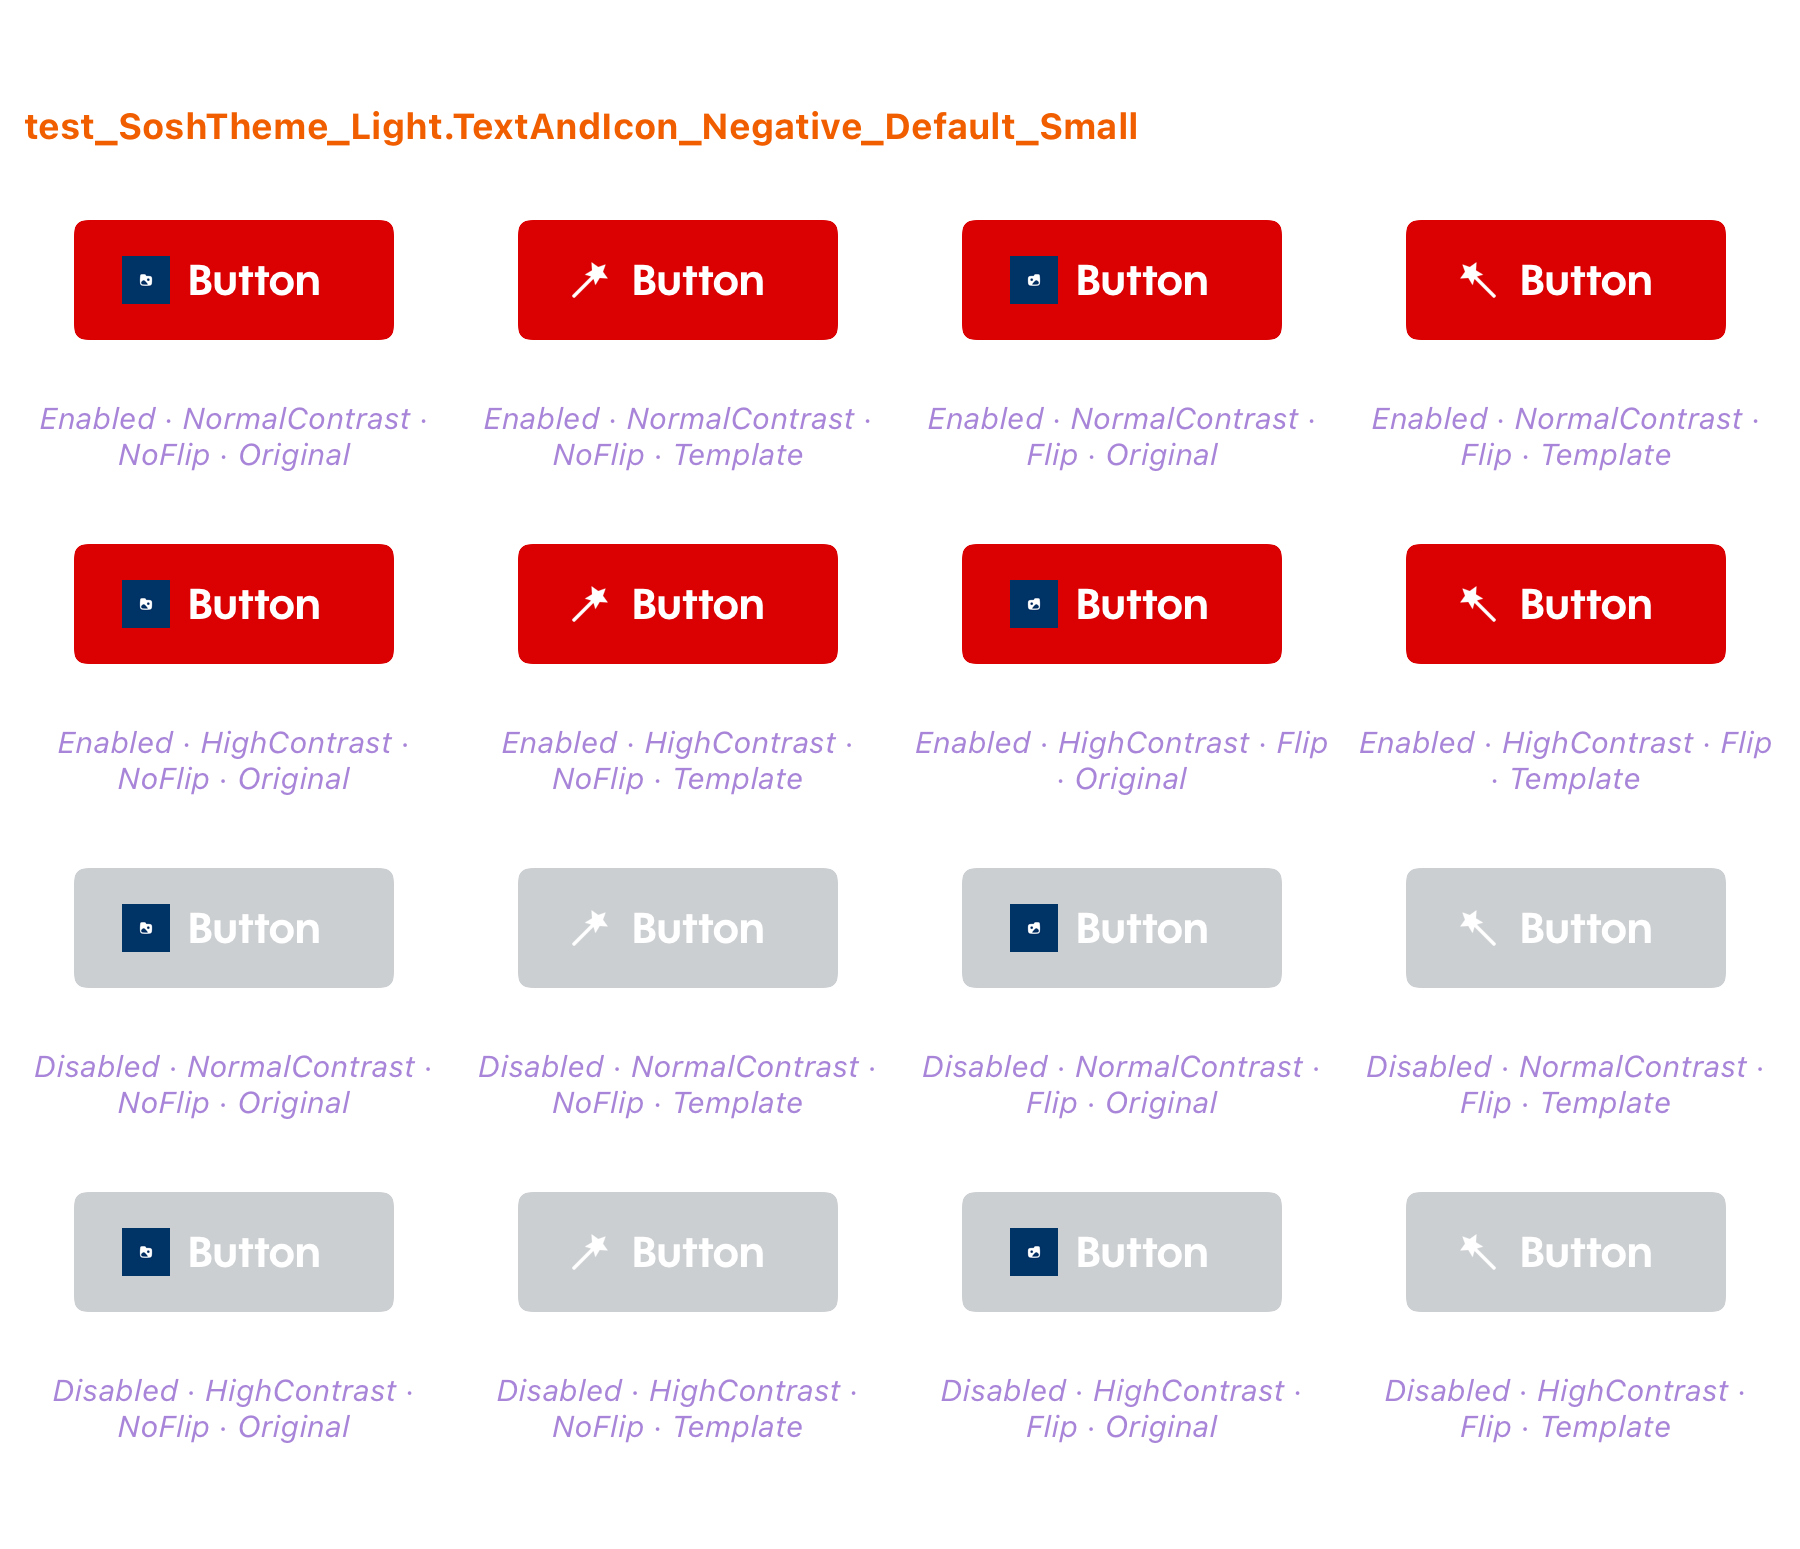 test_SoshTheme_Light.TextAndIcon_Negative_Default_Small
Button Button Button Button
Enabled · NormalContrast · Enabled · NormalContrast · Enabled · NormalContrast · Enabled · NormalContrast ·
NoFlip · Original NoFlip · Template Flip · Original Flip · Template
Button Button Button Button
Enabled · HighContrast · Enabled · HighContrast · Enabled · HighContrast · Flip Enabled · HighContrast · Flip
NoFlip · Original NoFlip · Template · Original · Template
Button Button Button Button
Disabled · NormalContrast · Disabled · NormalContrast · Disabled · NormalContrast · Disabled · NormalContrast ·
NoFlip · Original NoFlip · Template Flip · Original Flip · Template
Button Button Button Button
Disabled · HighContrast · Disabled · HighContrast · Disabled · HighContrast · Disabled · HighContrast ·
NoFlip · Original NoFlip · Template Flip · Original Flip · Template